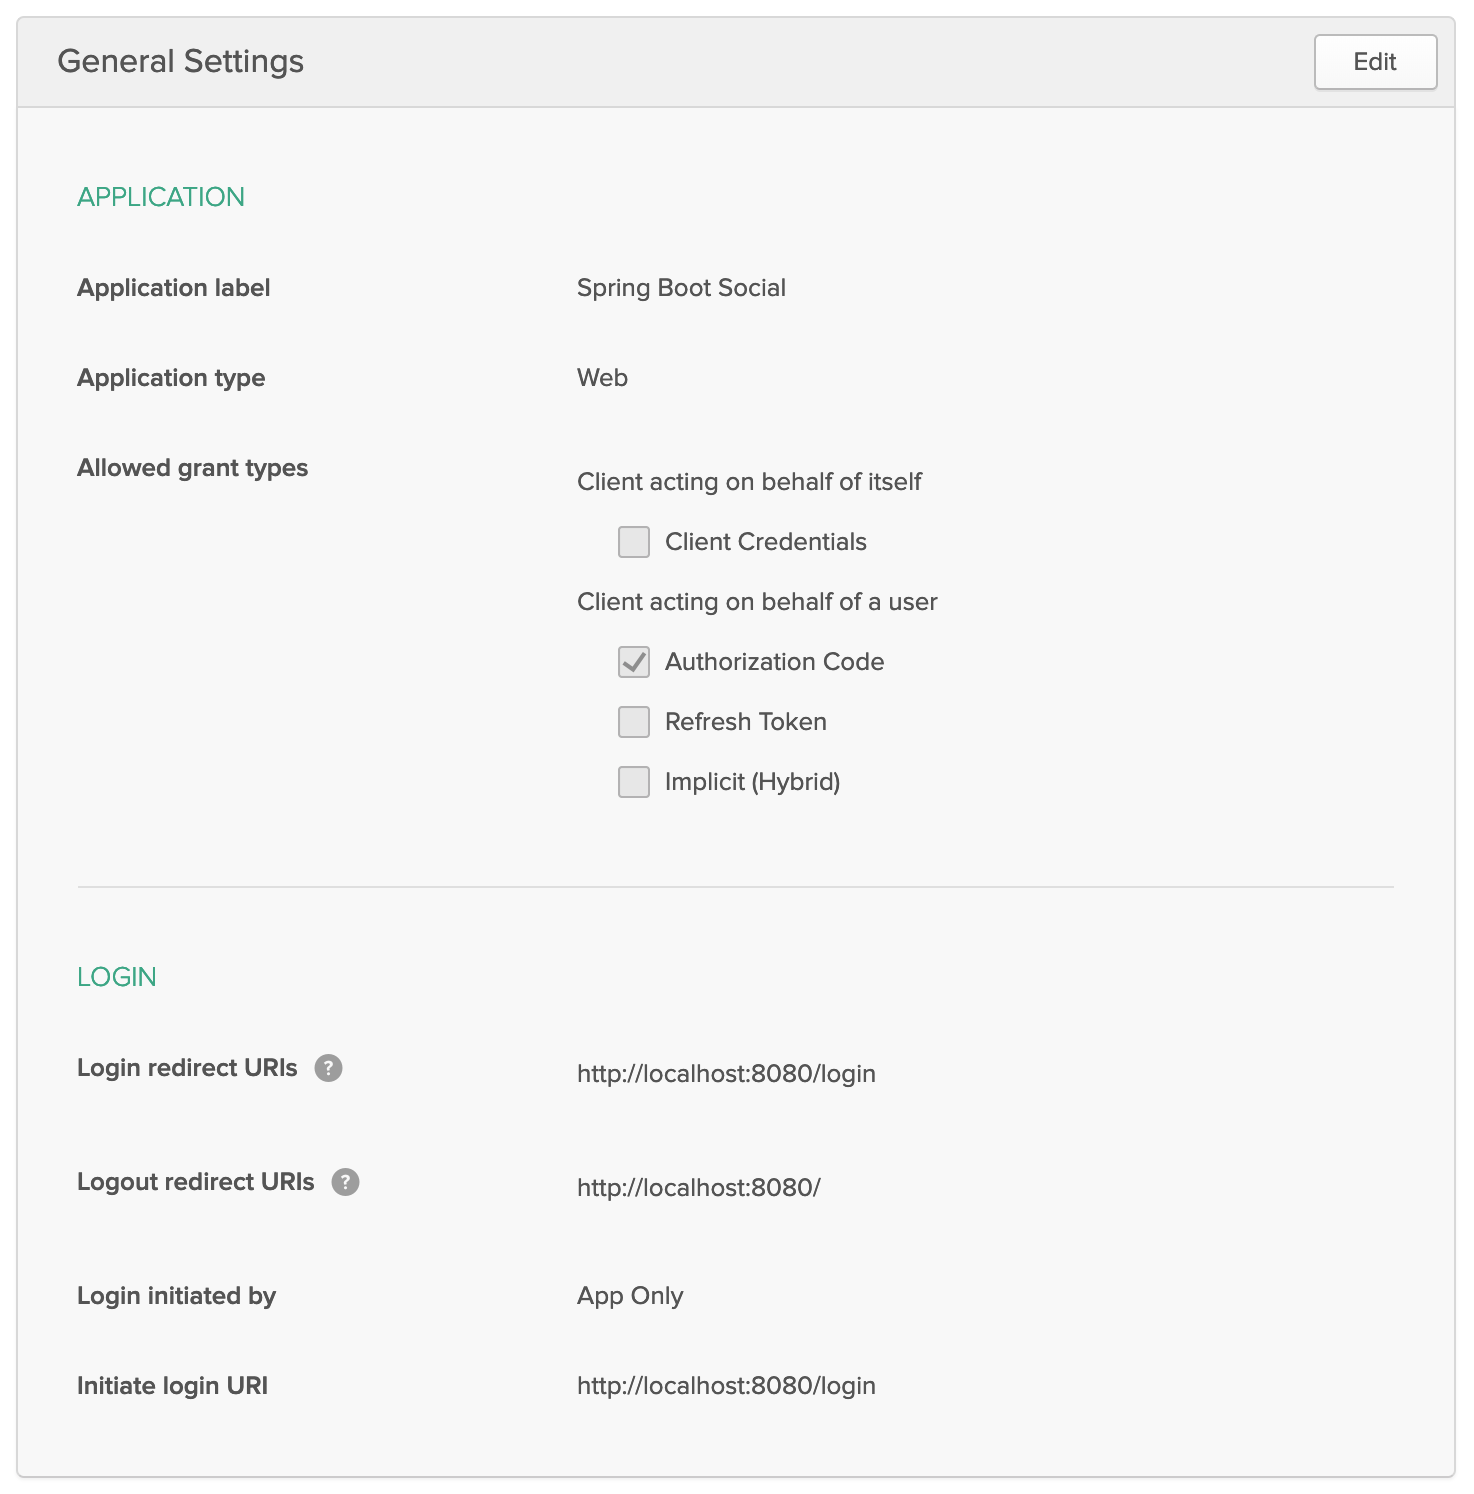 General Settings
Edit
APPLICATION
Application label
Spring Boot Social
Application type
Web
Allowed grant types
Client acting on behalf of itself
Client Credentials
Client acting on behalf of a user
Authorization Code
Refresh Token
Implicit (Hybrid)
LOGIN
Login redirect URIs ?
http://localhost:8080/login
Logout redirect URIs ?
http://localhost:8080/
Login initiated by
App Only
Initiate login URI
http://localhost:8080/login